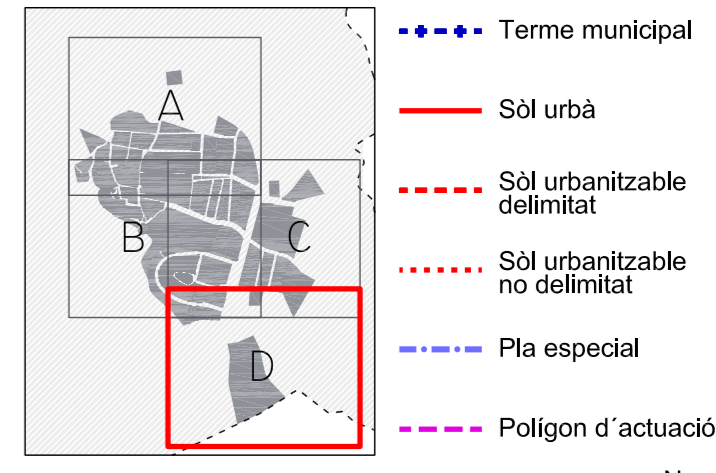 A
B
C
D
Terme municipal
Sòl urbà
Sòl urbanitzable
delimitat
Sòl urbanitzable
no delimitat
Pla especial
Polígon d´actuació